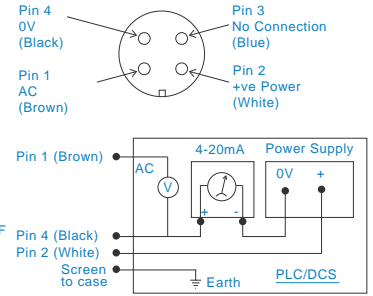 Pin 4
0V
(Black)
Pin 3
No Connection
(Blue)
Pin 1
AC
(Brown)
Pin 2
+ve Power
(White)
Pin 1 (Brown)
AC
V
4-20mA
+ -
Power Supply
0V +
F
Pin 4 (Black)
Pin 2 (White)
Screen
to case
Earth
PLC/DCS